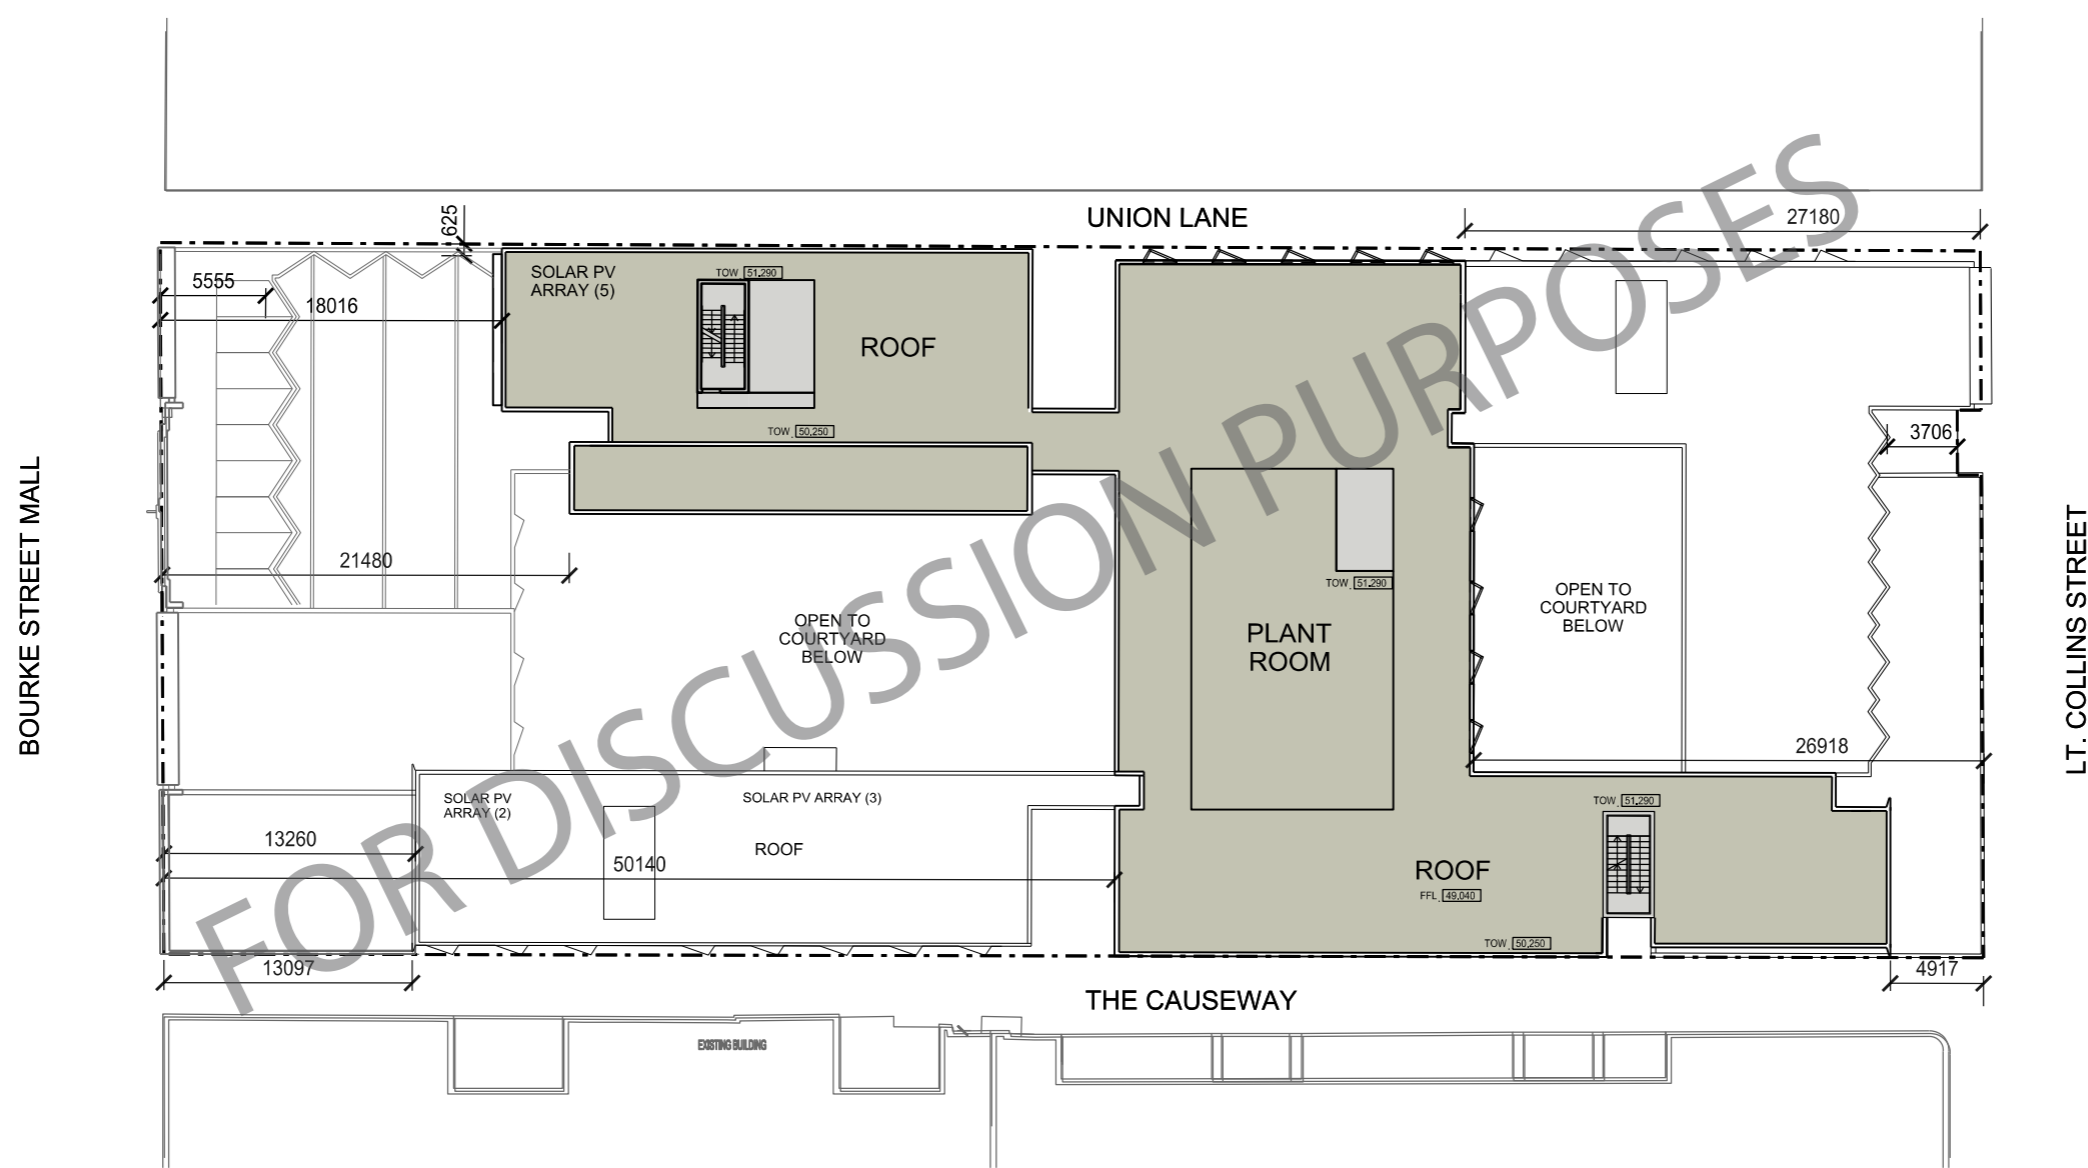 UNION LANE
27180
625
5555
18016
SOLAR PV
ARRAY (5)
TOW 51,290
ROOF
TOW 50,250
3706
BOURKE STREET MALL
21480
OPEN TO
COURTYARD
BELOW
PLANT
ROOM
TOW 51,290
OPEN TO
COURTYARD
BELOW
26918
LT. COLLINS STREET
SOLAR PV
ARRAY (2)
SOLAR PV ARRAY (3)
ROOF
13260
50140
TOW 51,290
ROOF
FFL 49,040
TOW 50,250
13097
4917
THE CAUSEWAY
EXISTING BUILDING
FOR DISCUSSION PURPOSES